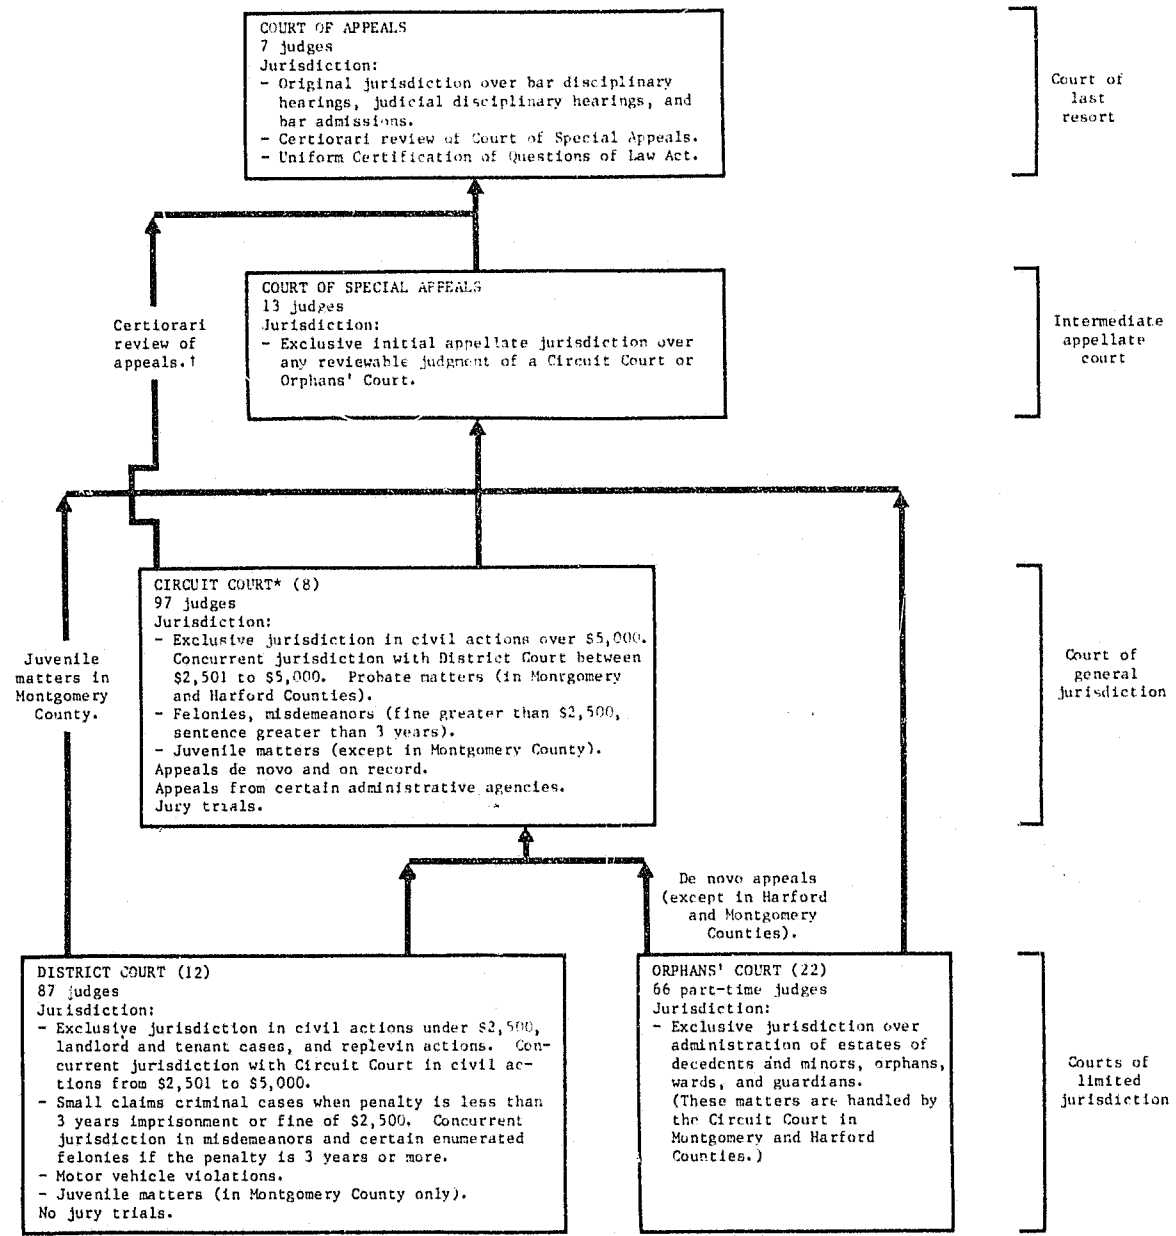 COURT OF APPEALS
7 judges
Jurisdiction:
- Original jurisdiction over bar disciplinary
hearings, judicial disciplinary hearings, and
bar admissions.
- Certiorari review of Court of Special Appeals.
- Uniform Certification of Questions of Law Act.
Court of
last
resort
COURT OF SPECIAL APPEALS
13 judges
Jurisdiction:
- Exclusive initial appellate jurisdiction over
any reviewable judgment of a Circuit Court or
Orphans' Court.
Intermediate
appellate
court
Certiorari
review of
appeals.†
CIRCUIT COURT* (8)
97 judges
Jurisdiction:
- Exclusive jurisdiction in civil actions over $5,000.
Concurrent jurisdiction with District Court between
$2,501 to $5,000. Probate matters (in Montgomery
and Harford Counties).
- Felonies, misdemeanors (fine greater than $2,500,
sentence greater than 3 years).
- Juvenile matters (except in Montgomery County).
Appeals de novo and on record.
Appeals from certain administrative agencies.
Jury trials.
Court of
general
jurisdiction
Juvenile
matters in
Montgomery
County.
De novo appeals
(except in Harford
and Montgomery
Counties).
DISTRICT COURT (12)
87 judges
Jurisdiction:
- Exclusive jurisdiction in civil actions under $2,500,
landlord and tenant cases, and replevin actions. Con-
current jurisdiction with Circuit Court in civil ac-
tions from $2,501 to $5,000.
- Small claims criminal cases when penalty is less than
3 years imprisonment or fine of $2,500. Concurrent
jurisdiction in misdemeanors and certain enumerated
felonies if the penalty is 3 years or more.
- Motor vehicle violations.
- Juvenile matters (in Montgomery County only).
No jury trials.
ORPHANS' COURT (22)
66 part-time judges
Jurisdiction:
- Exclusive jurisdiction over
administration of estates of
decedents and minors, orphans,
wards, and guardians.
(These matters are handled by
the Circuit Court in
Montgomery and Harford
Counties.)
Courts of
limited
jurisdiction